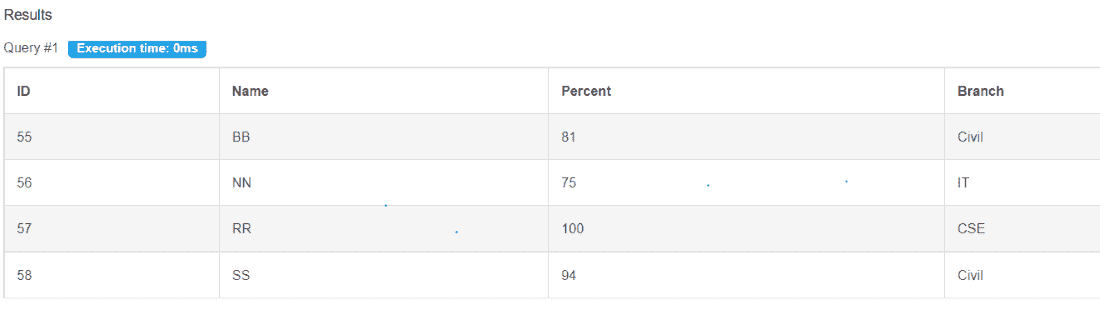 Results
Query #1 Execution time: 0ms
ID Name Percent Branch
55 BB 81 Civil
56 NN 75 IT
57 RR 100 CSE
58 SS 94 Civil